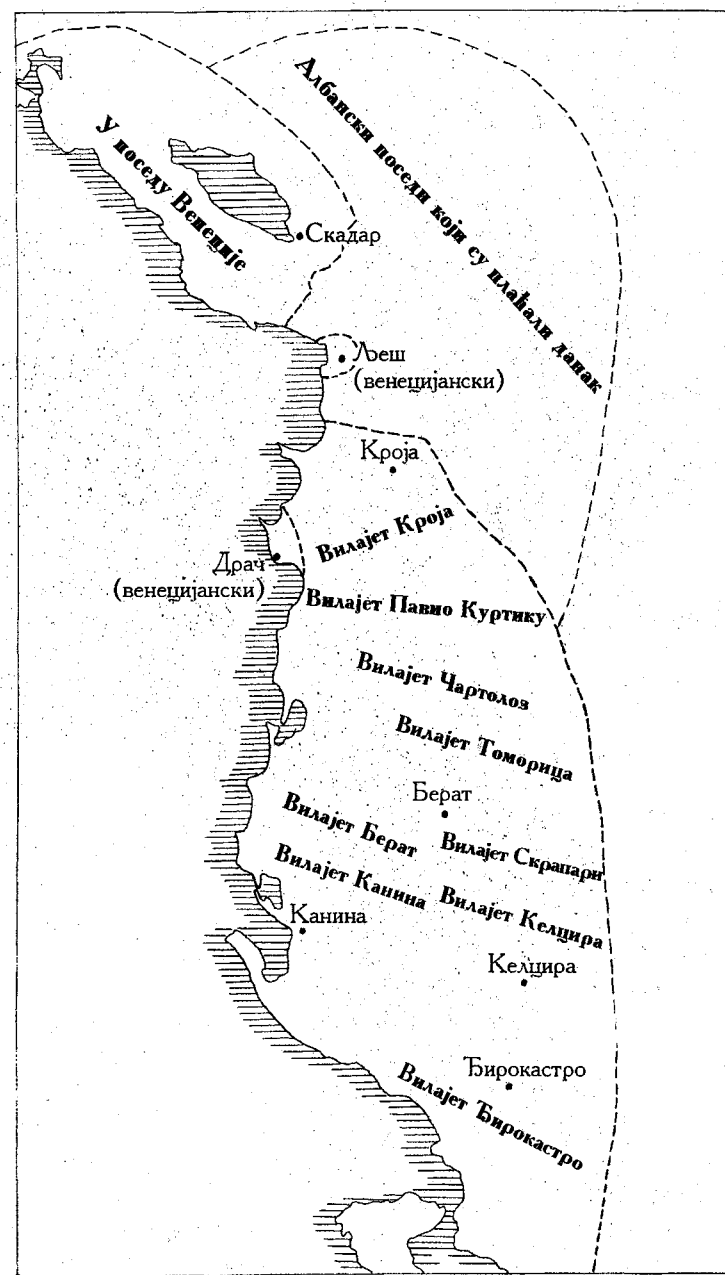 Албански поседи који су плаћали данак
У поседу Венеције
Скадар
Љеш
(венецијански)
Кроја
Вилајет Кроја
Драч
(венецијански)
Вилајет Павио Куртику
Вилајет Чартолоз
Вилајет Томорица
Берат
Вилајет Берат
Вилајет Скрапари
Вилајет Канина
Вилајет Келцира
Канина
Келцира
Ђирокастро
Вилајет Ђирокастро